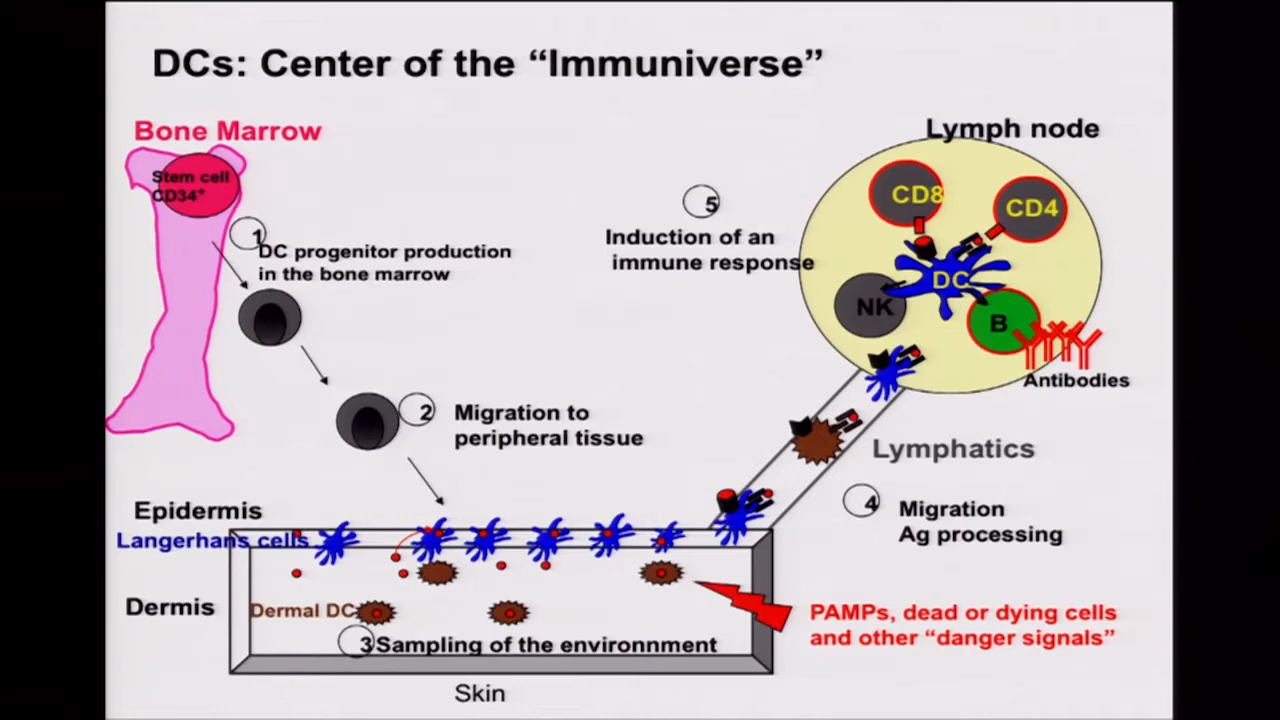 DCs: Center of the “Immuniverse”
Bone Marrow
Stem cell
CD34⁺
1
DC progenitor production
in the bone marrow
2
Migration to
peripheral tissue
Epidermis
Langerhans cells
Dermis
Dermal DC
3 Sampling of the environnment
Skin
PAMPs, dead or dying cells
and other “danger signals”
4
Migration
Ag processing
Lymphatics
5
Induction of an
immune response
Lymph node
CD8
CD4
DC
NK
B
Antibodies